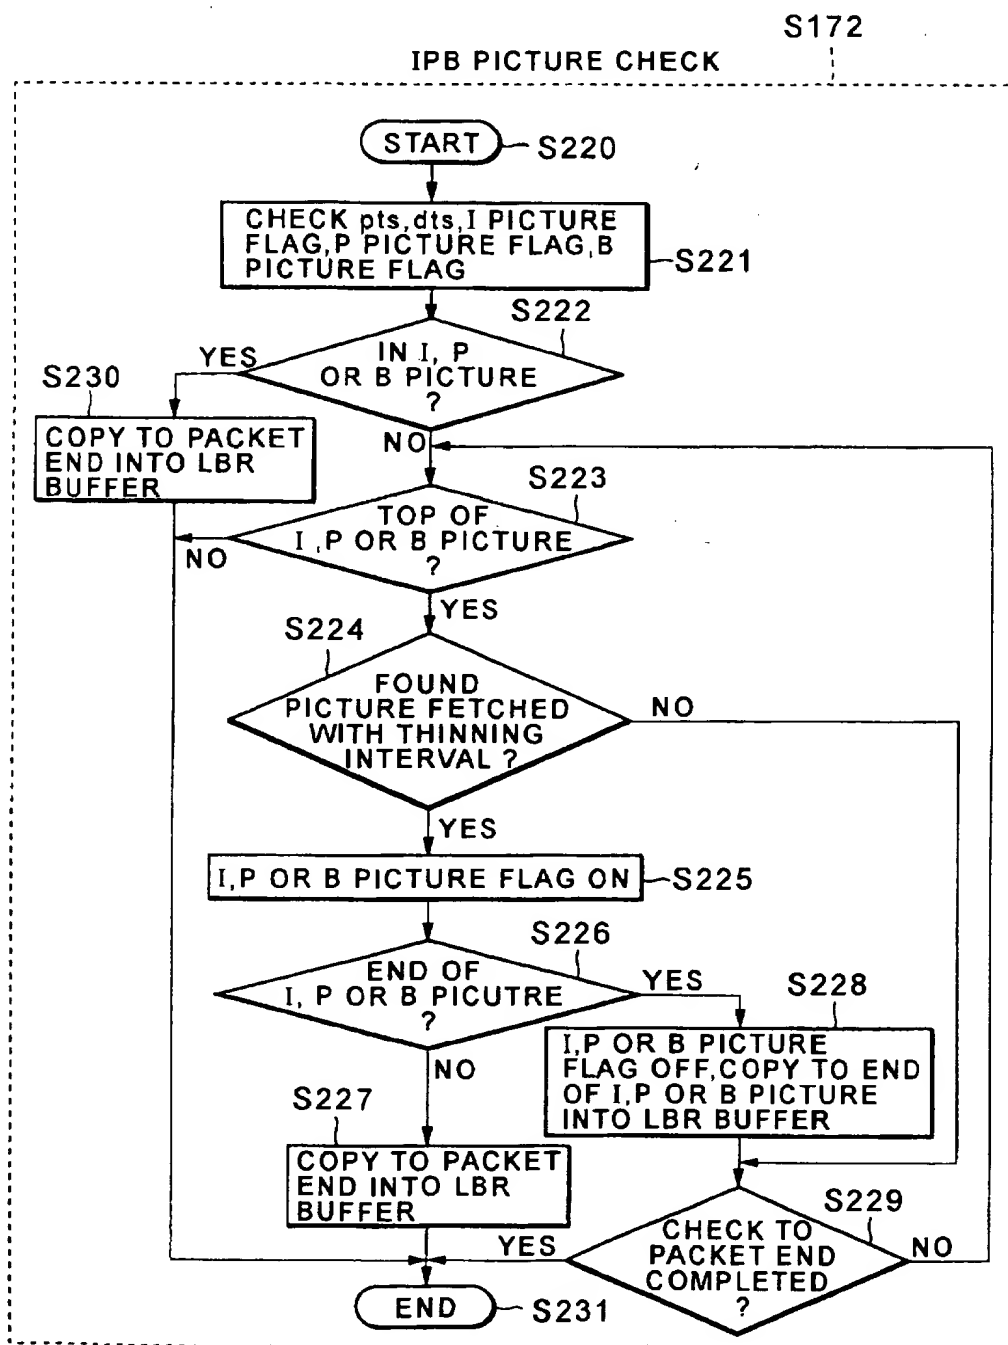 S172
IPB PICTURE CHECK
START
S220
CHECK pts,dts,I PICTURE
FLAG,P PICTURE FLAG,B
PICTURE FLAG
S221
S222
IN I, P
OR B PICTURE
?
YES
NO
S230
COPY TO PACKET
END INTO LBR
BUFFER
S223
TOP OF
I,P OR B PICTURE
?
NO
YES
S224
FOUND
PICTURE FETCHED
WITH THINNING
INTERVAL ?
NO
YES
I,P OR B PICTURE FLAG ON
S225
S226
END OF
I, P OR B PICUTRE
?
YES
NO
S228
I,P OR B PICTURE
FLAG OFF,COPY TO END
OF I,P OR B PICTURE
INTO LBR BUFFER
S227
COPY TO PACKET
END INTO LBR
BUFFER
S229
CHECK TO
PACKET END
COMPLETED
?
YES
NO
END
S231